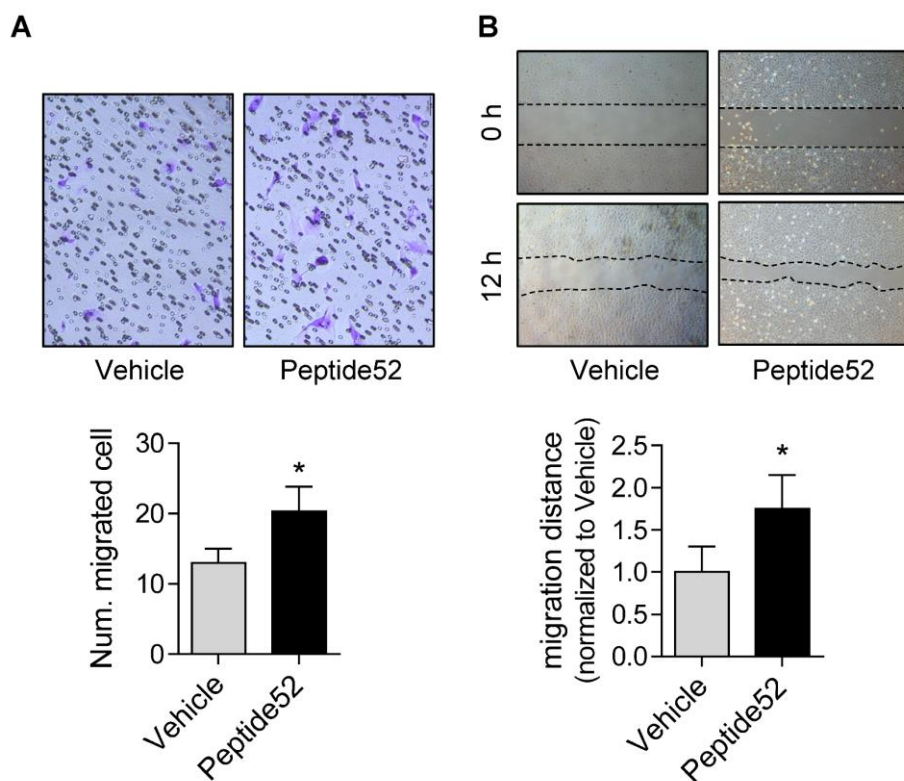 A
Vehicle
Peptide52
Num. migrated cell
30
20
10
0
*
Vehicle
Peptide52
B
0 h
12 h
Vehicle
Peptide52
migration distance
(normalized to Vehicle)
2.5
2.0
1.5
1.0
0.5
0.0
*
Vehicle
Peptide52